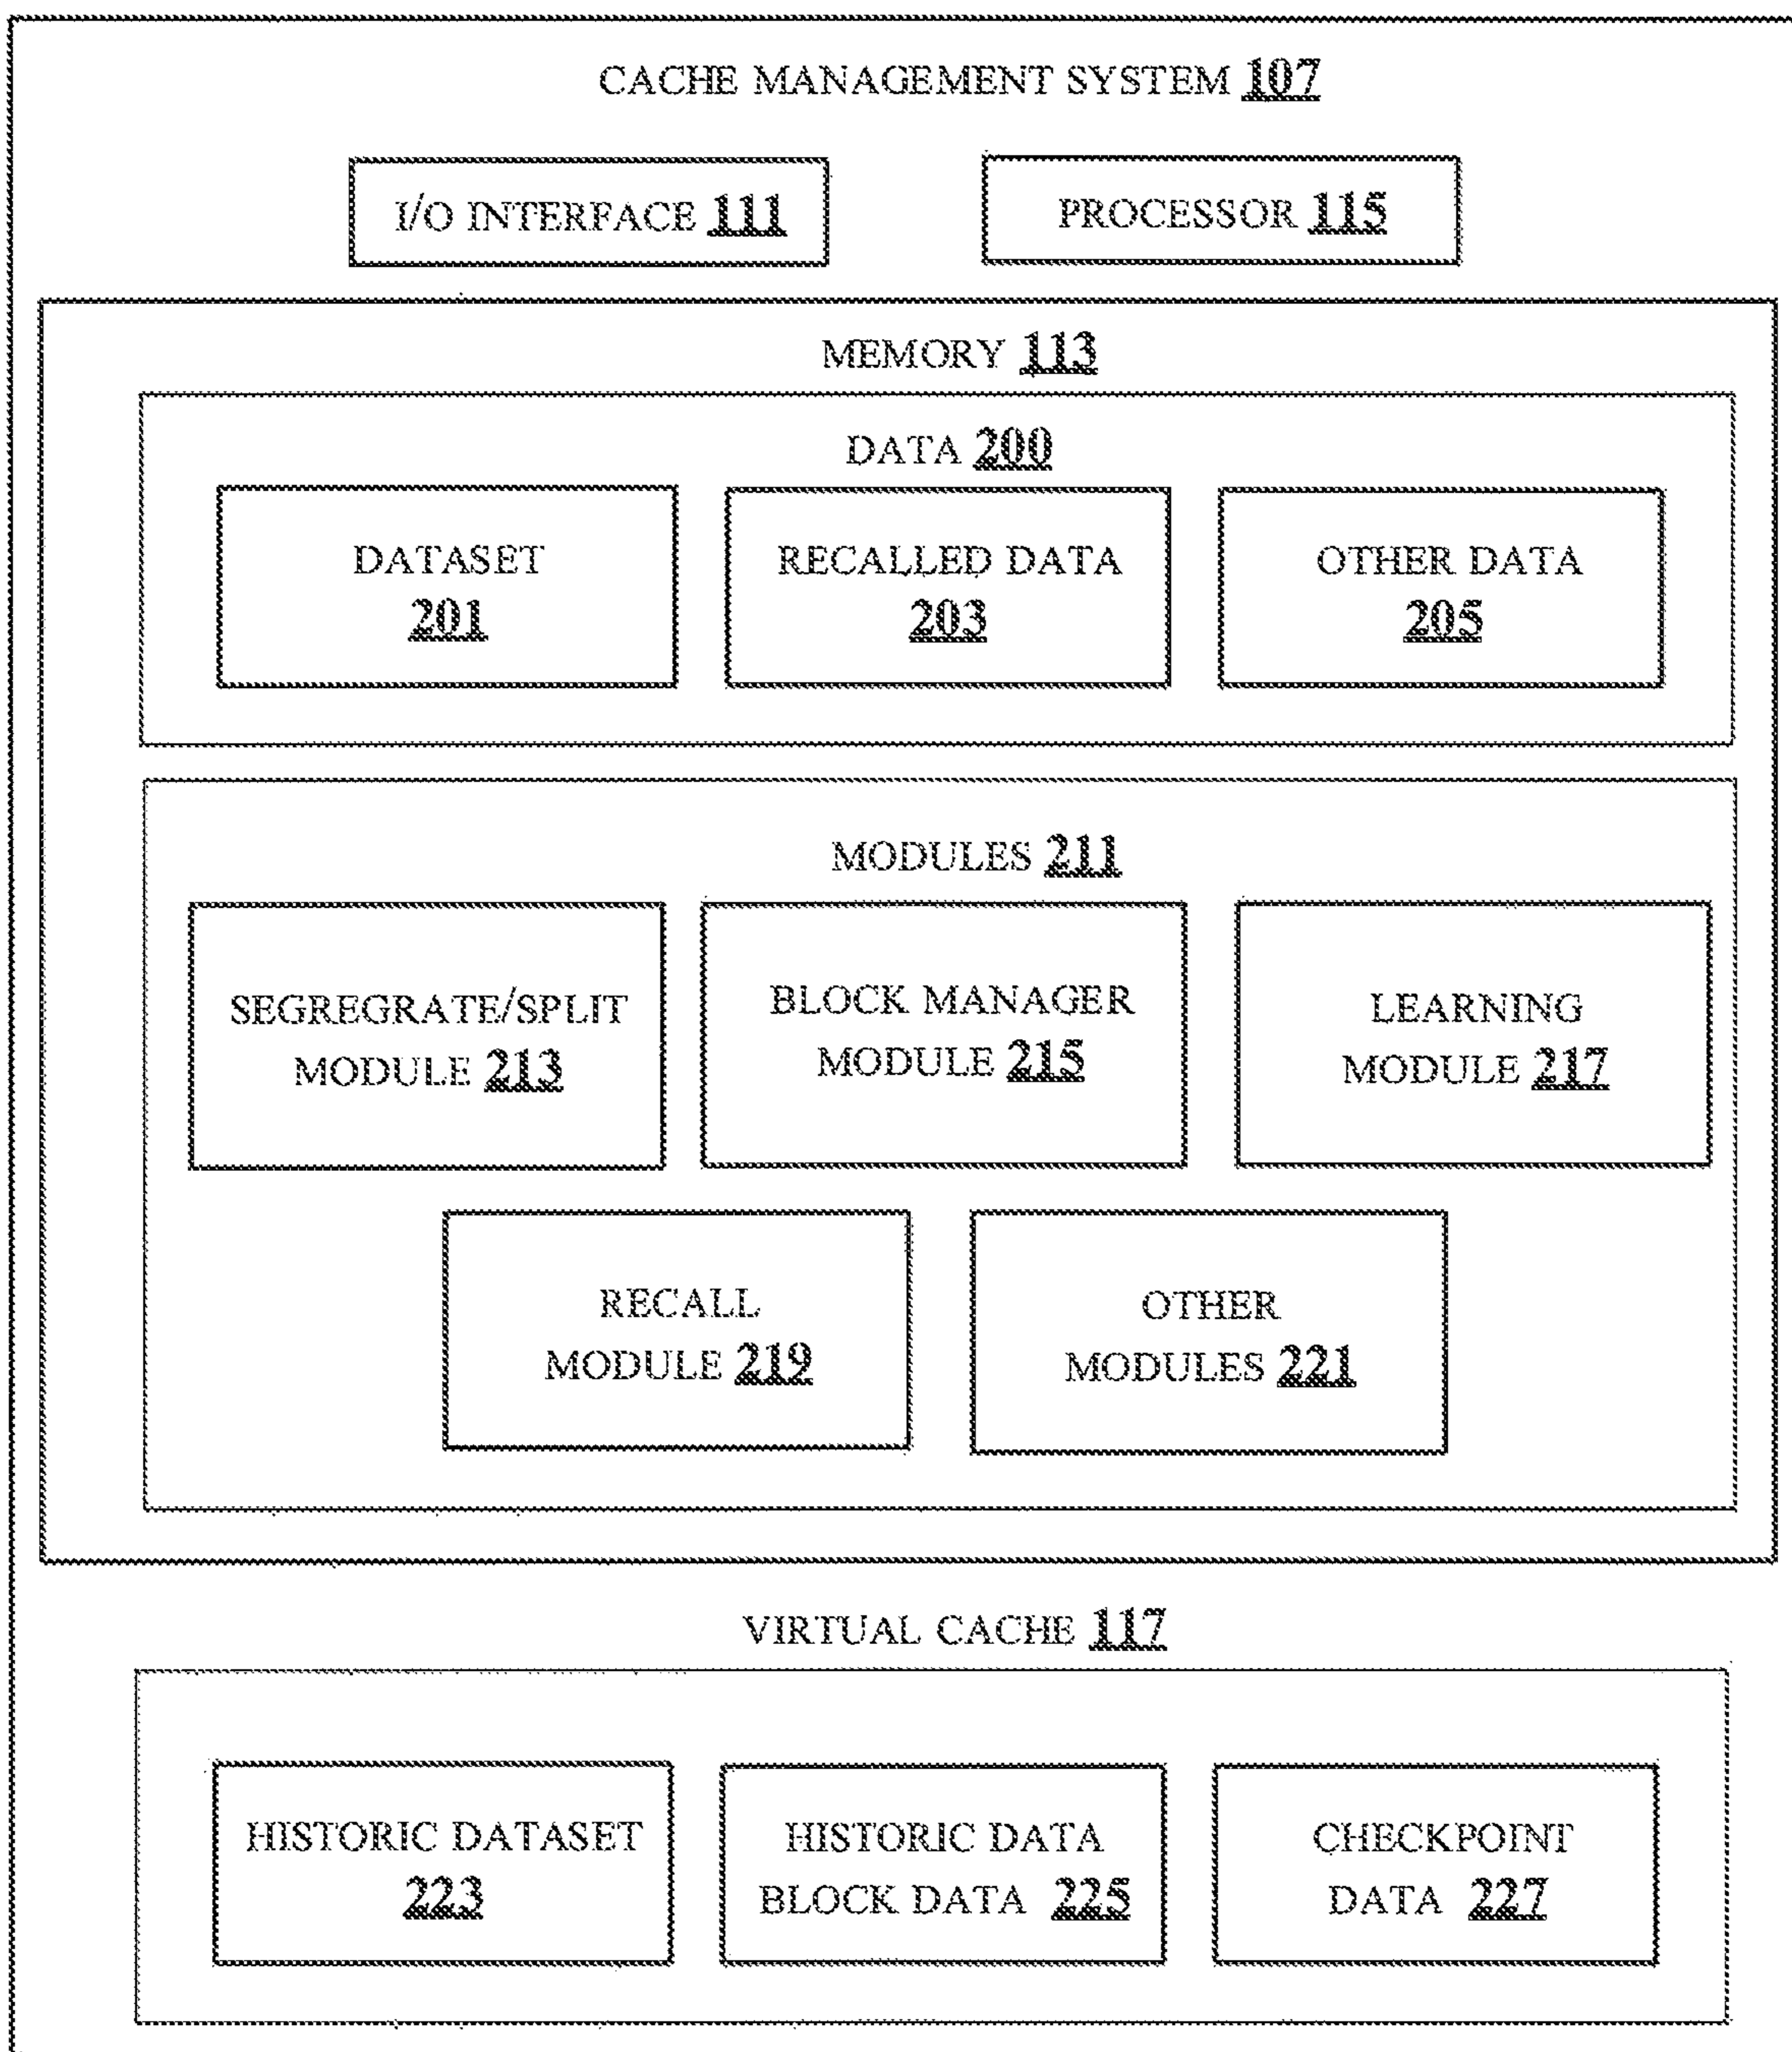 CACHE MANAGEMENT SYSTEM 107
I/O INTERFACE 111
PROCESSOR 115
MEMORY 113
DATA 200
DATASET
201
RECALLED DATA
203
OTHER DATA
205
MODULES 211
SEGREGRATE/SPLIT
MODULE 213
BLOCK MANAGER
MODULE 215
LEARNING
MODULE 217
RECALL
MODULE 219
OTHER
MODULES 221
VIRTUAL CACHE 117
HISTORIC DATASET
223
HISTORIC DATA
BLOCK DATA 225
CHECKPOINT
DATA 227